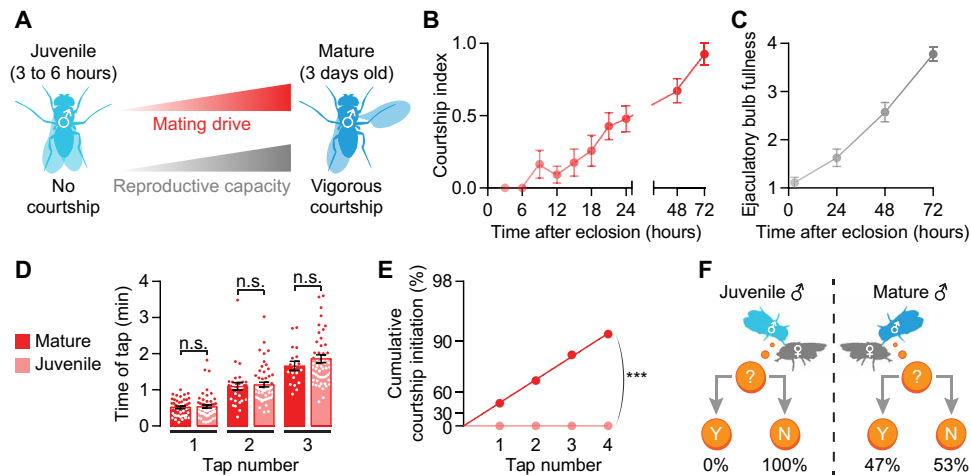 A
Juvenile
(3 to 6 hours)
Mature
(3 days old)
♂
♂
Mating drive
Reproductive capacity
No
courtship
Vigorous
courtship
B
Courtship index
1.0
0.5
0.0
0 6 12 18 24 48 72
Time after eclosion (hours)
C
Ejaculatory bulb fullness
4
3
2
1
0 24 48 72
Time after eclosion (hours)
D
Mature
Juvenile
Time of tap (min)
4
3
2
1
0
n.s.
n.s.
n.s.
1 2 3
Tap number
E
Cumulative
courtship initiation (%)
98
90
60
30
0
***
1 2 3 4
Tap number
F
Juvenile ♂
Mature ♂
♀
♀
?
?
Y N
Y N
0% 100%
47% 53%